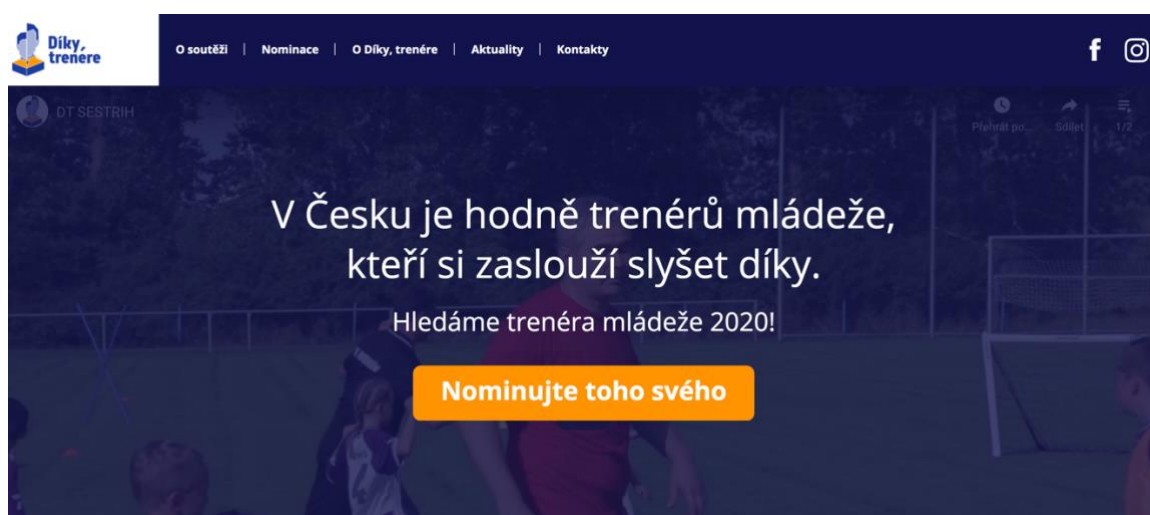 Díky,
trenére
O soutěži | Nominace | O Díky, trenére | Aktuality | Kontakty
DT SESTRIH
Přehrát po... Sdílet 1/2
V Česku je hodně trenérů mládeže,
kteří si zaslouží slyšet díky.
Hledáme trenéra mládeže 2020!
Nominujte toho svého